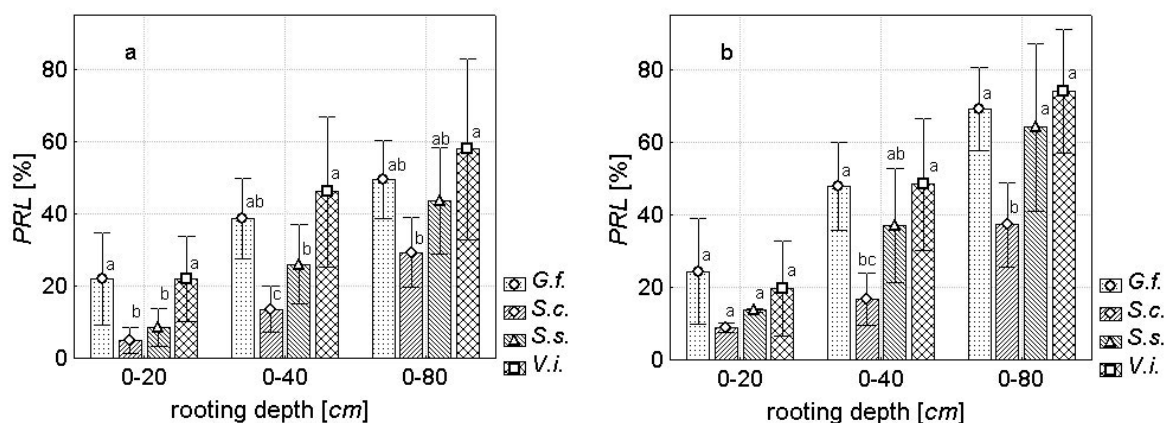 a
PRL [%]
80
60
40
20
0
a b b a
ab c b a
ab b ab a
0-20 0-40 0-80
rooting depth [cm]
G.f.
S.c.
S.s.
V.i.
b
PRL [%]
80
60
40
20
0
a a a a
a bc ab a
a b a a
0-20 0-40 0-80
rooting depth [cm]
G.f.
S.c.
S.s.
V.i.